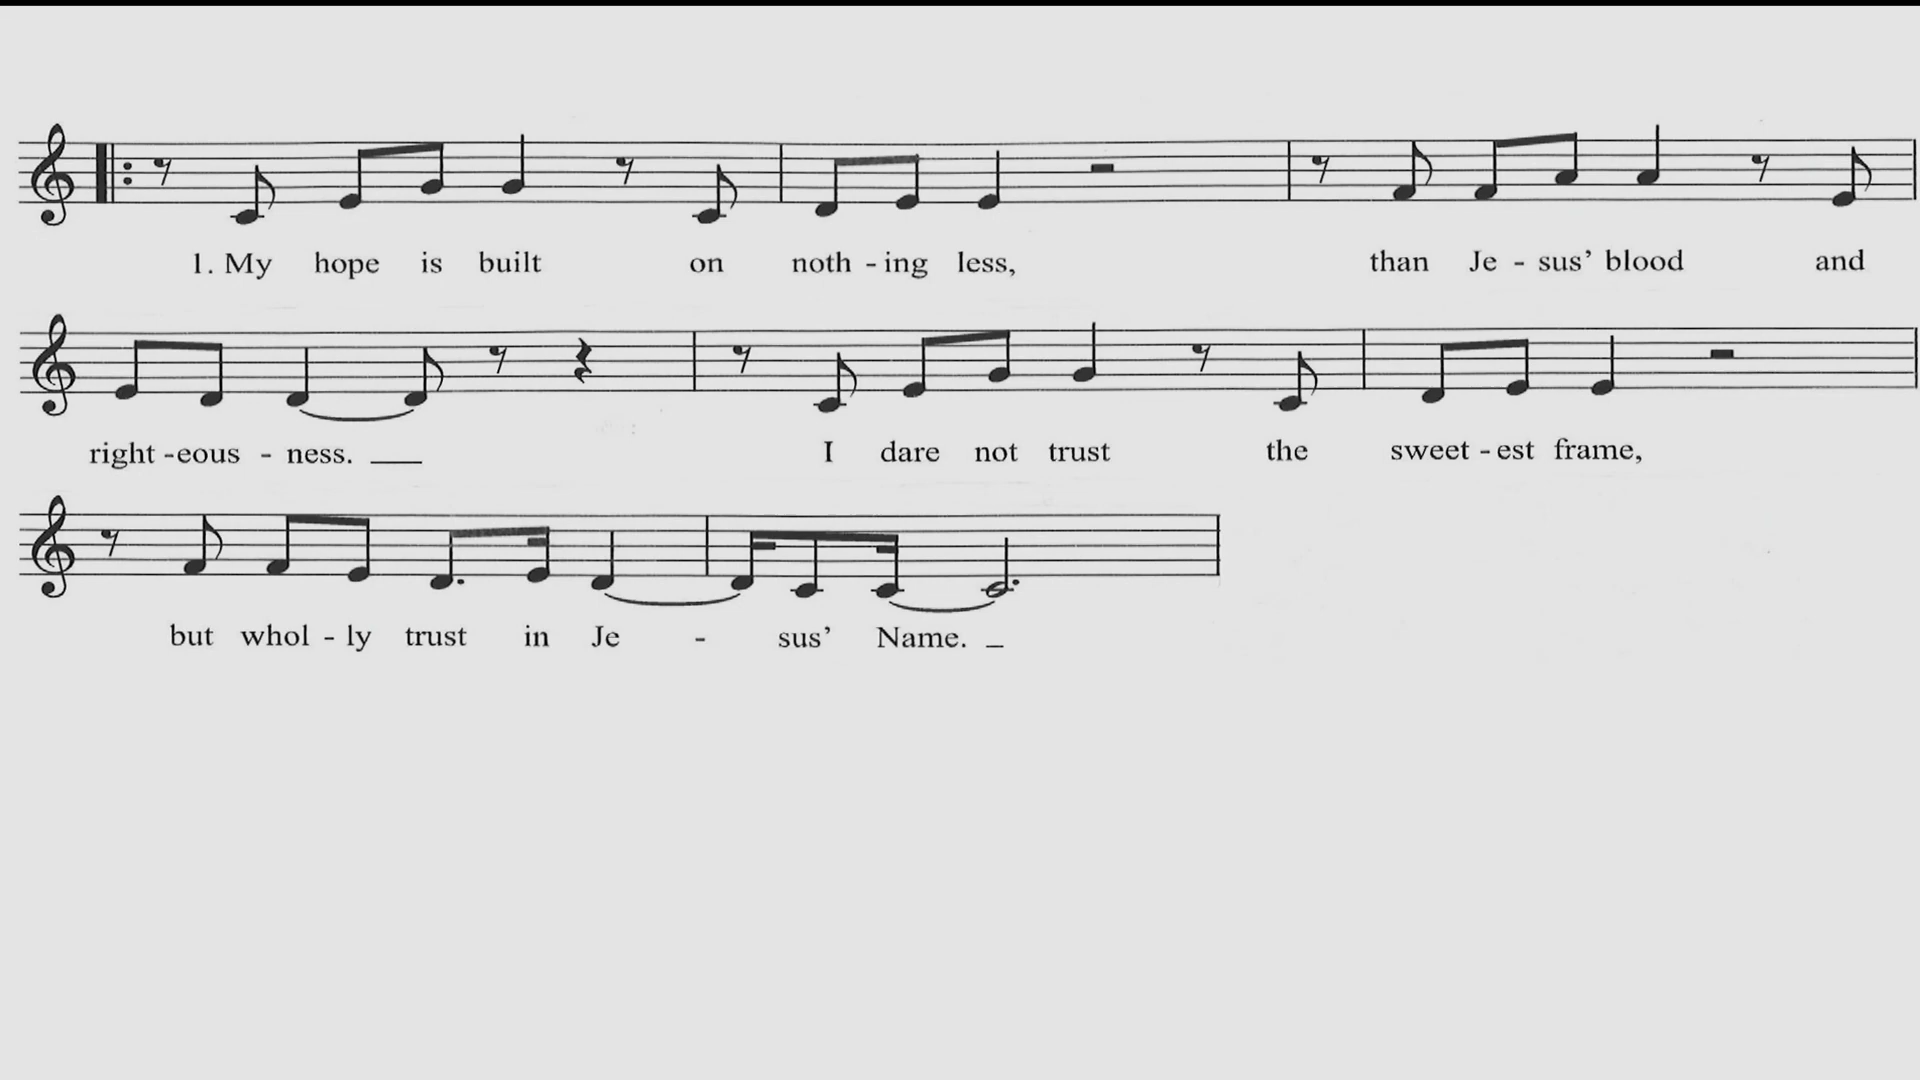 1. My hope is built on noth - ing less, than Je - sus’ blood and
right - eous - ness. ___ I dare not trust the sweet - est frame,
but whol - ly trust in Je - sus’ Name. _